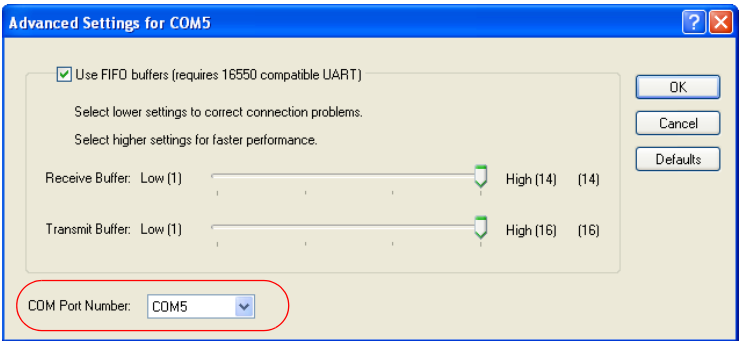 Advanced Settings for COM5
Use FIFO buffers (requires 16550 compatible UART)
Select lower settings to correct connection problems.
Select higher settings for faster performance.
Receive Buffer: Low (1) High (14) (14)
Transmit Buffer: Low (1) High (16) (16)
COM Port Number: COM5
OK
Cancel
Defaults